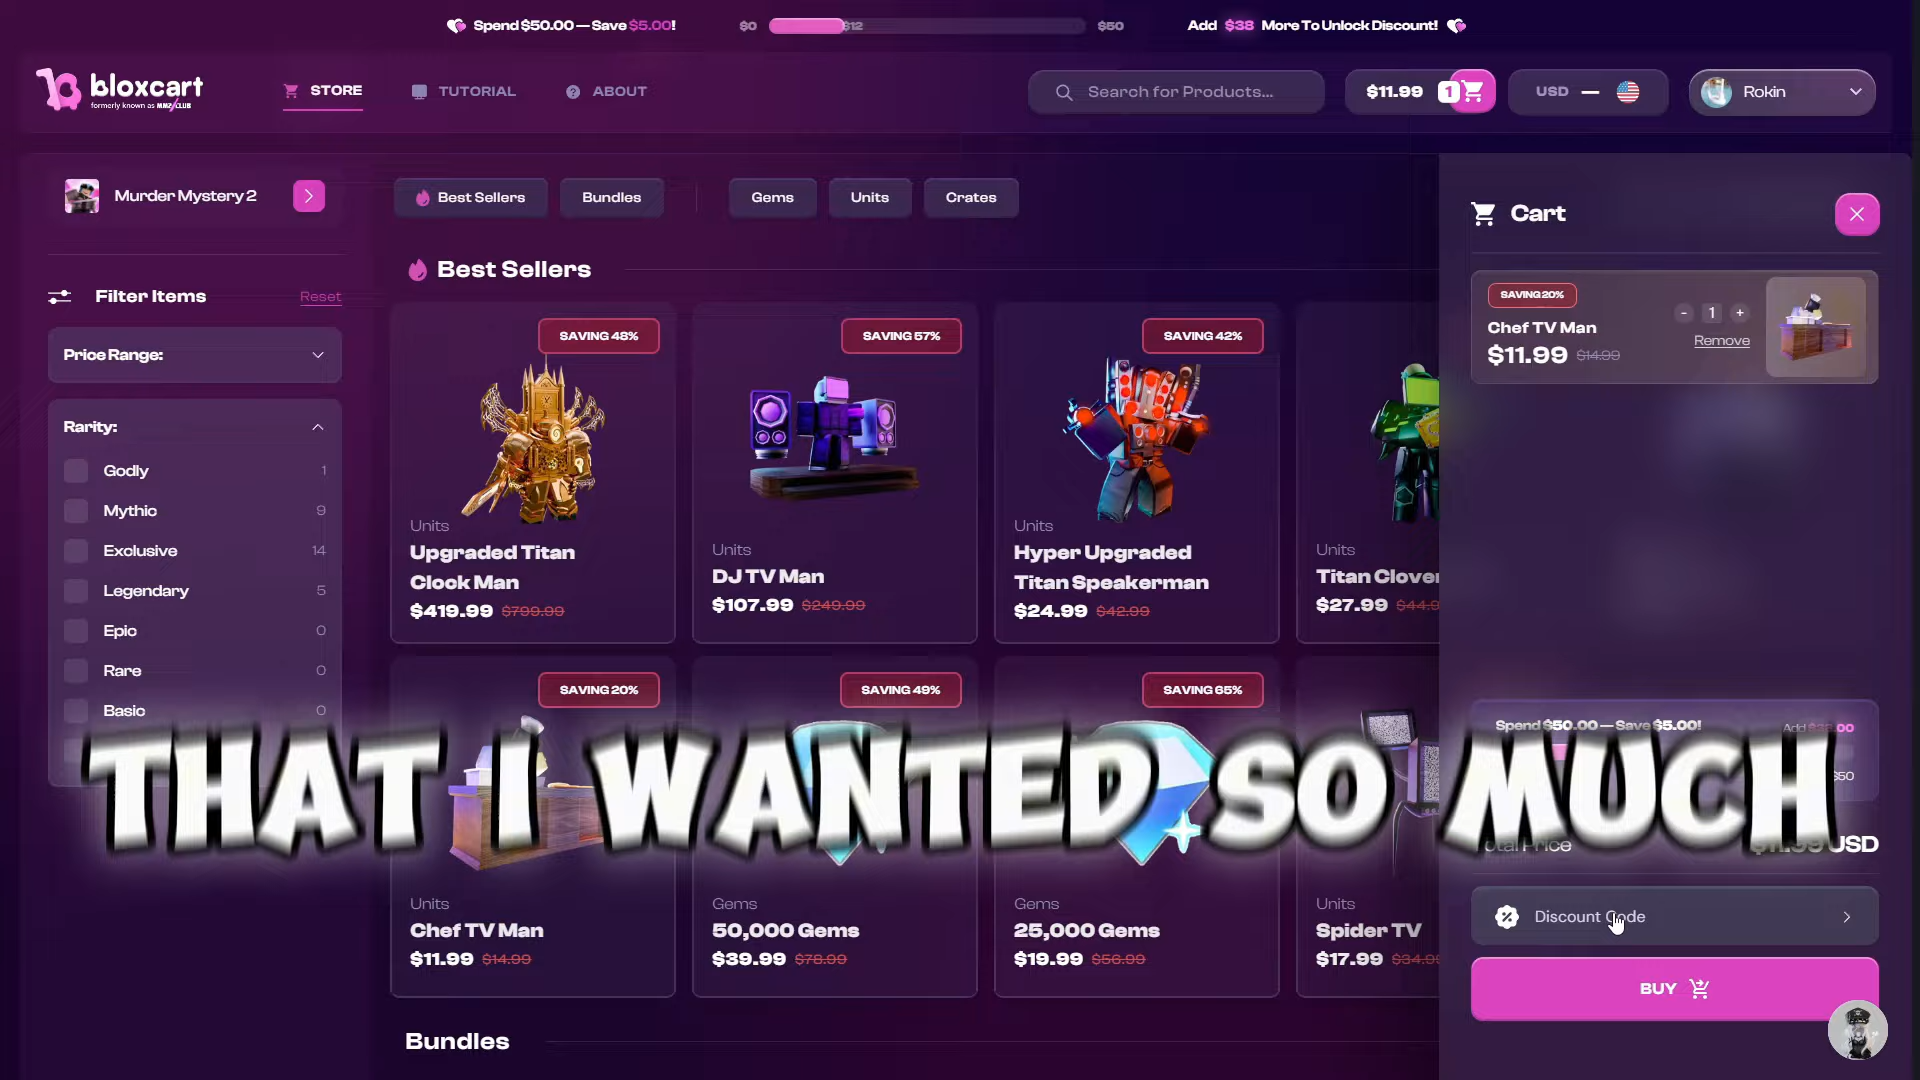 Spend $50.00 — Save $5.00!
$0
$12
$50
Add $38 More To Unlock Discount!
bloxcart
formerly known as MM2/CLUB
STORE
TUTORIAL
ABOUT
Search for Products...
$11.99
1
USD
Rokin
Murder Mystery 2
Best Sellers
Bundles
Gems
Units
Crates
Cart
SAVING 20%
Chef TV Man
$11.99 $14.99
- 1 +
Remove
Filter Items
Reset
Price Range:
Rarity:
Godly 1
Mythic 9
Exclusive 14
Legendary 5
Epic 0
Rare 0
Basic 0
Best Sellers
SAVING 48%
Units
Upgraded Titan
Clock Man
$419.99 $799.99
SAVING 57%
Units
DJ TV Man
$107.99 $249.99
SAVING 42%
Units
Hyper Upgraded
Titan Speakerman
$24.99 $42.99
Units
Titan Clover
$27.99
SAVING 20%
Units
Chef TV Man
$11.99 $14.99
SAVING 49%
Gems
50,000 Gems
$39.99 $78.99
SAVING 65%
Gems
25,000 Gems
$19.99 $56.99
Units
Spider TV
$17.99
Spend $50.00 — Save $5.00!
Add
THAT I WANTED SO MUCH
USD
Discount Code
BUY
Bundles